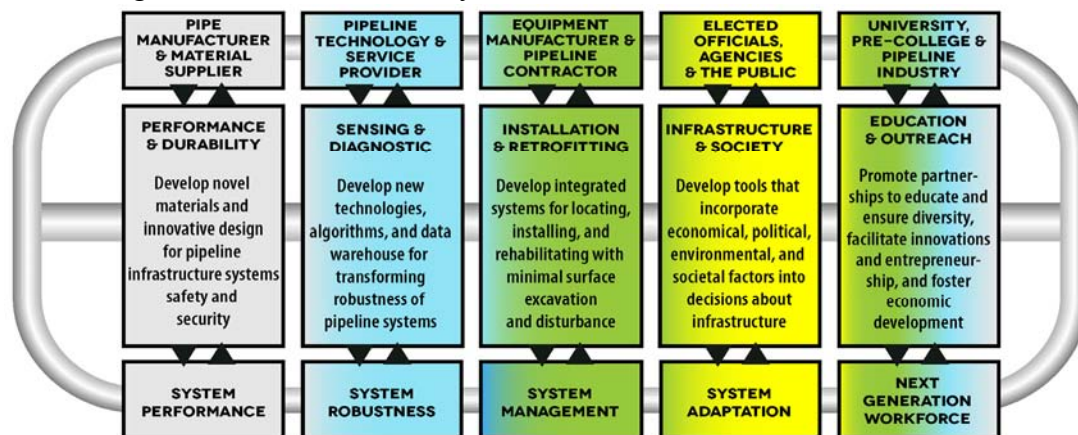 PIPE
MANUFACTURER
& MATERIAL
SUPPLIER
PIPELINE
TECHNOLOGY &
SERVICE
PROVIDER
EQUIPMENT
MANUFACTURER &
PIPELINE
CONTRACTOR
ELECTED
OFFICIALS,
AGENCIES
& THE PUBLIC
UNIVERSITY,
PRE-COLLEGE &
PIPELINE
INDUSTRY
PERFORMANCE
& DURABILITY
Develop novel
materials and
innovative design
for pipeline
infrastructure systems
safety and
security
SENSING &
DIAGNOSTIC
Develop new
technologies,
algorithms, and data
warehouse for
transforming
robustness of
pipeline systems
INSTALLATION
& RETROFITTING
Develop integrated
systems for locating,
installing, and
rehabilitating with
minimal surface
excavation
and disturbance
INFRASTRUCTURE
& SOCIETY
Develop tools that
incorporate
economical, political,
environmental, and
societal factors into
decisions about
infrastructure
EDUCATION
& OUTREACH
Promote partner-
ships to educate and
ensure diversity,
facilitate innovations
and entrepreneur-
ship, and foster
economic
development
SYSTEM
PERFORMANCE
SYSTEM
ROBUSTNESS
SYSTEM
MANAGEMENT
SYSTEM
ADAPTATION
NEXT
GENERATION
WORKFORCE